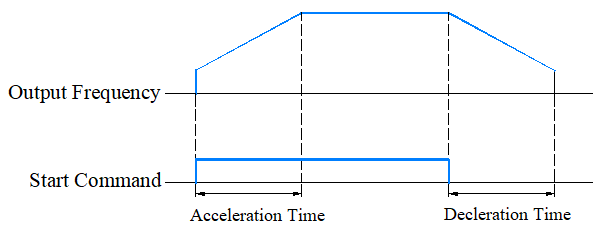 Output Frequency
Start Command
Acceleration Time
Decleration Time